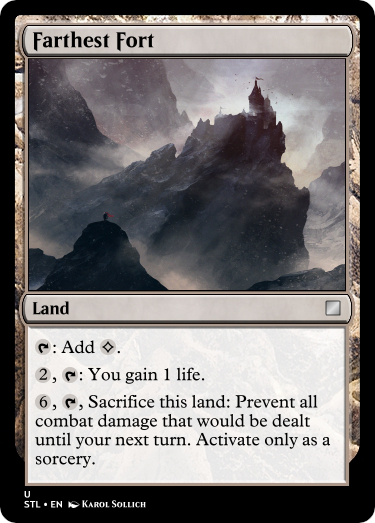 Farthest Fort
Land
: Add .
2, : You gain 1 life.
6, , Sacrifice this land: Prevent all
combat damage that would be dealt
until your next turn. Activate only as a
sorcery.
U
STL • EN Karol Sollich